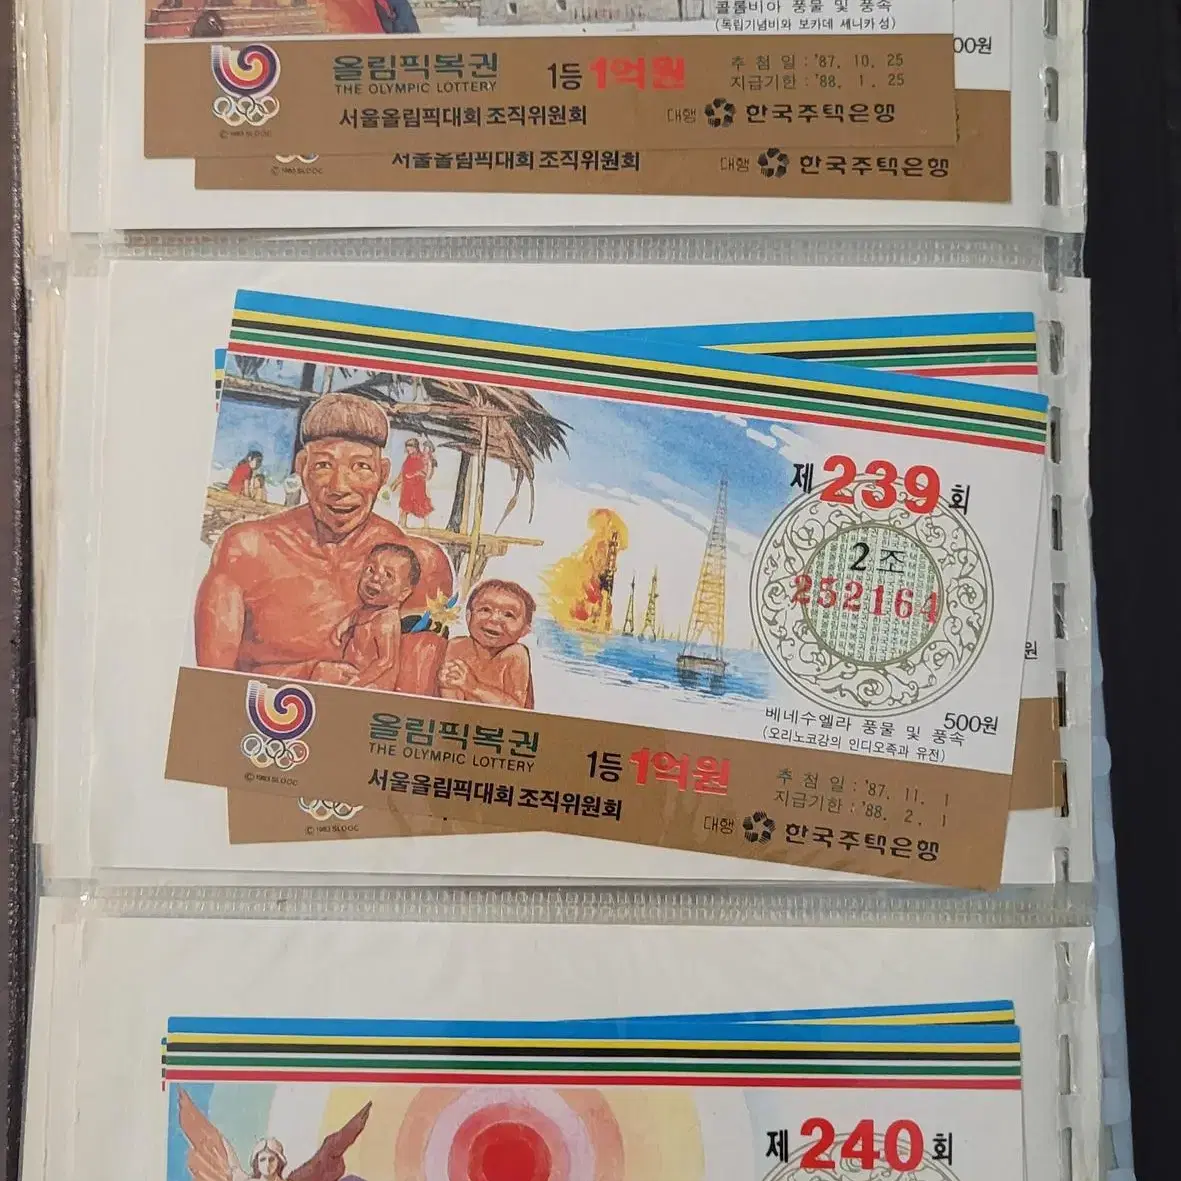 콜롬비아 풍물 및 풍속
(독립기념비와 보카데 세니카성)
00원
올림픽복권
THE OLYMPIC LOTTERY
1등 1억원
추첨일 : '87. 10. 25
지급기한 : '88. 1. 25
서울올림픽대회 조직위원회
대행 한국주택은행
© 1983 SLOOC
서울올림픽대회 조직위원회
대행 한국주택은행
© 1983 SLOOC
제 239 회
2 조
252164
원
베네수엘라 풍물 및 풍속
500원
(오리노코강의 인디오족과 유전)
올림픽복권
THE OLYMPIC LOTTERY
1등 1억원
추첨일 : '87. 11. 1
지급기한 : '88. 2. 1
서울올림픽대회 조직위원회
대행 한국주택은행
© 1983 SLOOC
© 1983 SLOOC
제 240 회